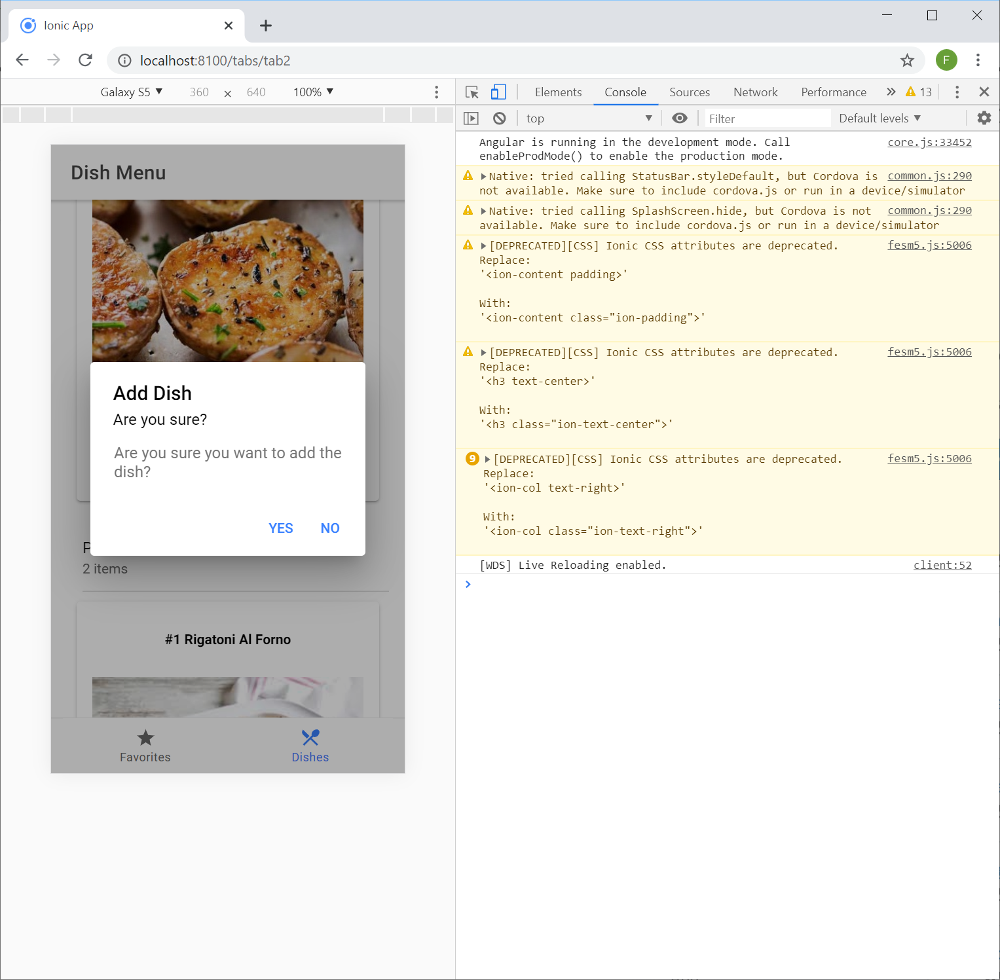 Ionic App
localhost:8100/tabs/tab2
F
Galaxy S5 ▼ 360 × 640 100% ▼
Elements Console Sources Network Performance » 13
top ▼ Filter Default levels ▼
Dish Menu
Add Dish
Are you sure?
Are you sure you want to add the
dish?
YES NO
P
2 items
#1 Rigatoni Al Forno
Favorites Dishes
Angular is running in the development mode. Call core.js:33452
enableProdMode() to enable the production mode.
Native: tried calling StatusBar.styleDefault, but Cordova is common.js:290
not available. Make sure to include cordova.js or run in a device/simulator
Native: tried calling SplashScreen.hide, but Cordova is not common.js:290
available. Make sure to include cordova.js or run in a device/simulator
[DEPRECATED][CSS] Ionic CSS attributes are deprecated. fesm5.js:5006
Replace:
'<ion-content padding>'
With:
'<ion-content class="ion-padding">'
[DEPRECATED][CSS] Ionic CSS attributes are deprecated. fesm5.js:5006
Replace:
'<h3 text-center>'
With:
'<h3 class="ion-text-center">'
9 [DEPRECATED][CSS] Ionic CSS attributes are deprecated. fesm5.js:5006
Replace:
'<ion-col text-right>'
With:
'<ion-col class="ion-text-right">'
[WDS] Live Reloading enabled. client:52